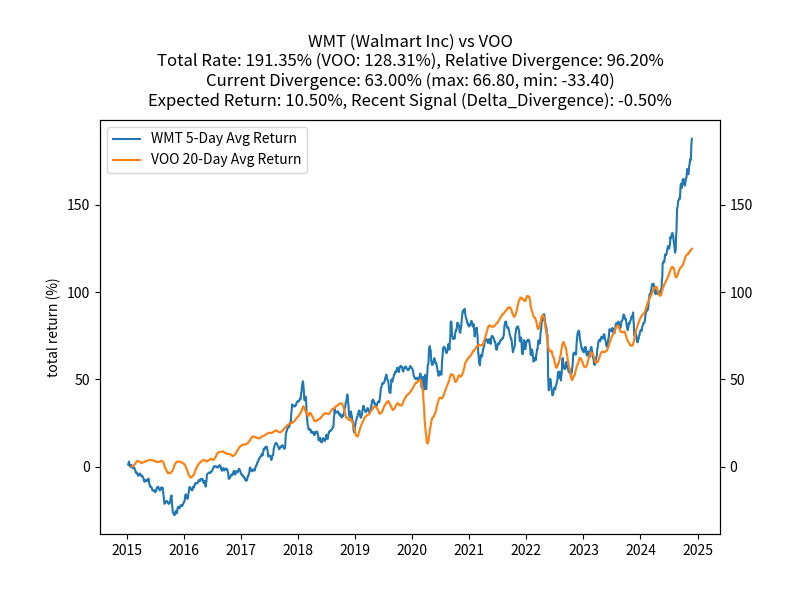 WMT (Walmart Inc) vs VOO
Total Rate: 191.35% (VOO: 128.31%), Relative Divergence: 96.20%
Current Divergence: 63.00% (max: 66.80, min: -33.40)
Expected Return: 10.50%, Recent Signal (Delta_Divergence): -0.50%
WMT 5-Day Avg Return
VOO 20-Day Avg Return
total return (%)
150 150
100 100
50 50
0 0
2015 2016 2017 2018 2019 2020 2021 2022 2023 2024 2025